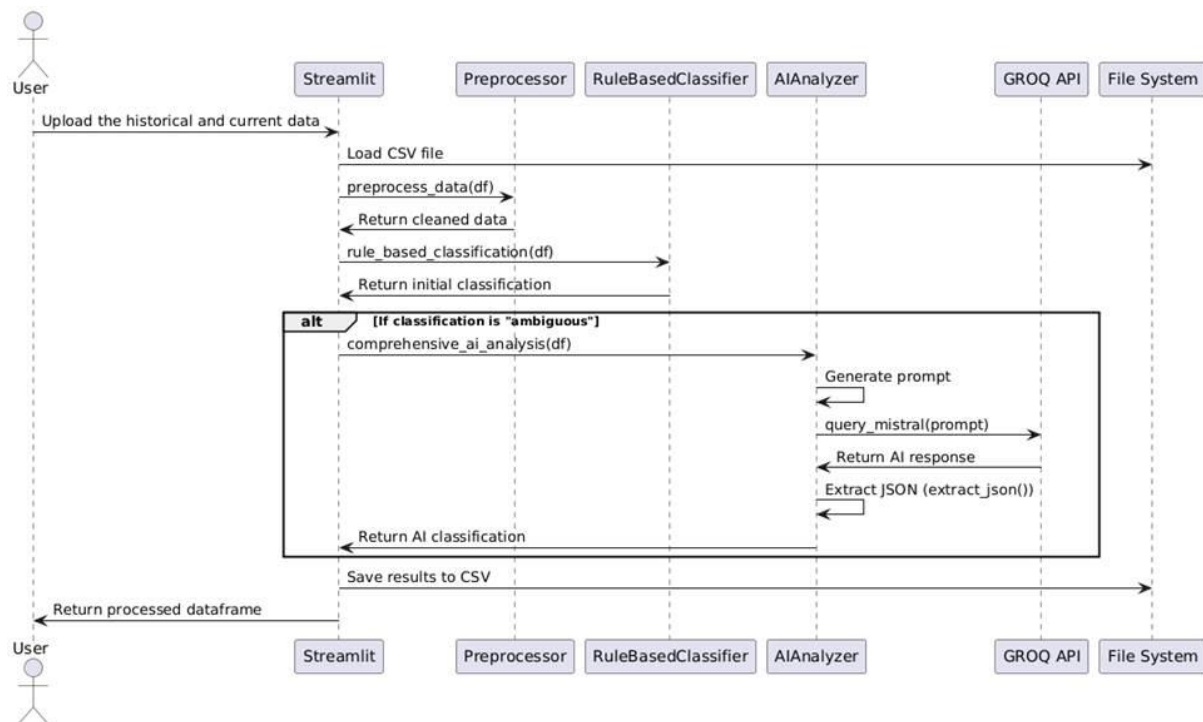 User
Streamlit
Preprocessor
RuleBasedClassifier
AIAnalyzer
GROQ API
File System
Upload the historical and current data
Load CSV file
preprocess_data(df)
Return cleaned data
rule_based_classification(df)
Return initial classification
alt
[If classification is "ambiguous"]
comprehensive_ai_analysis(df)
Generate prompt
query_mistral(prompt)
Return AI response
Extract JSON (extract_json())
Return AI classification
Save results to CSV
Return processed dataframe
User
Streamlit
Preprocessor
RuleBasedClassifier
AIAnalyzer
GROQ API
File System